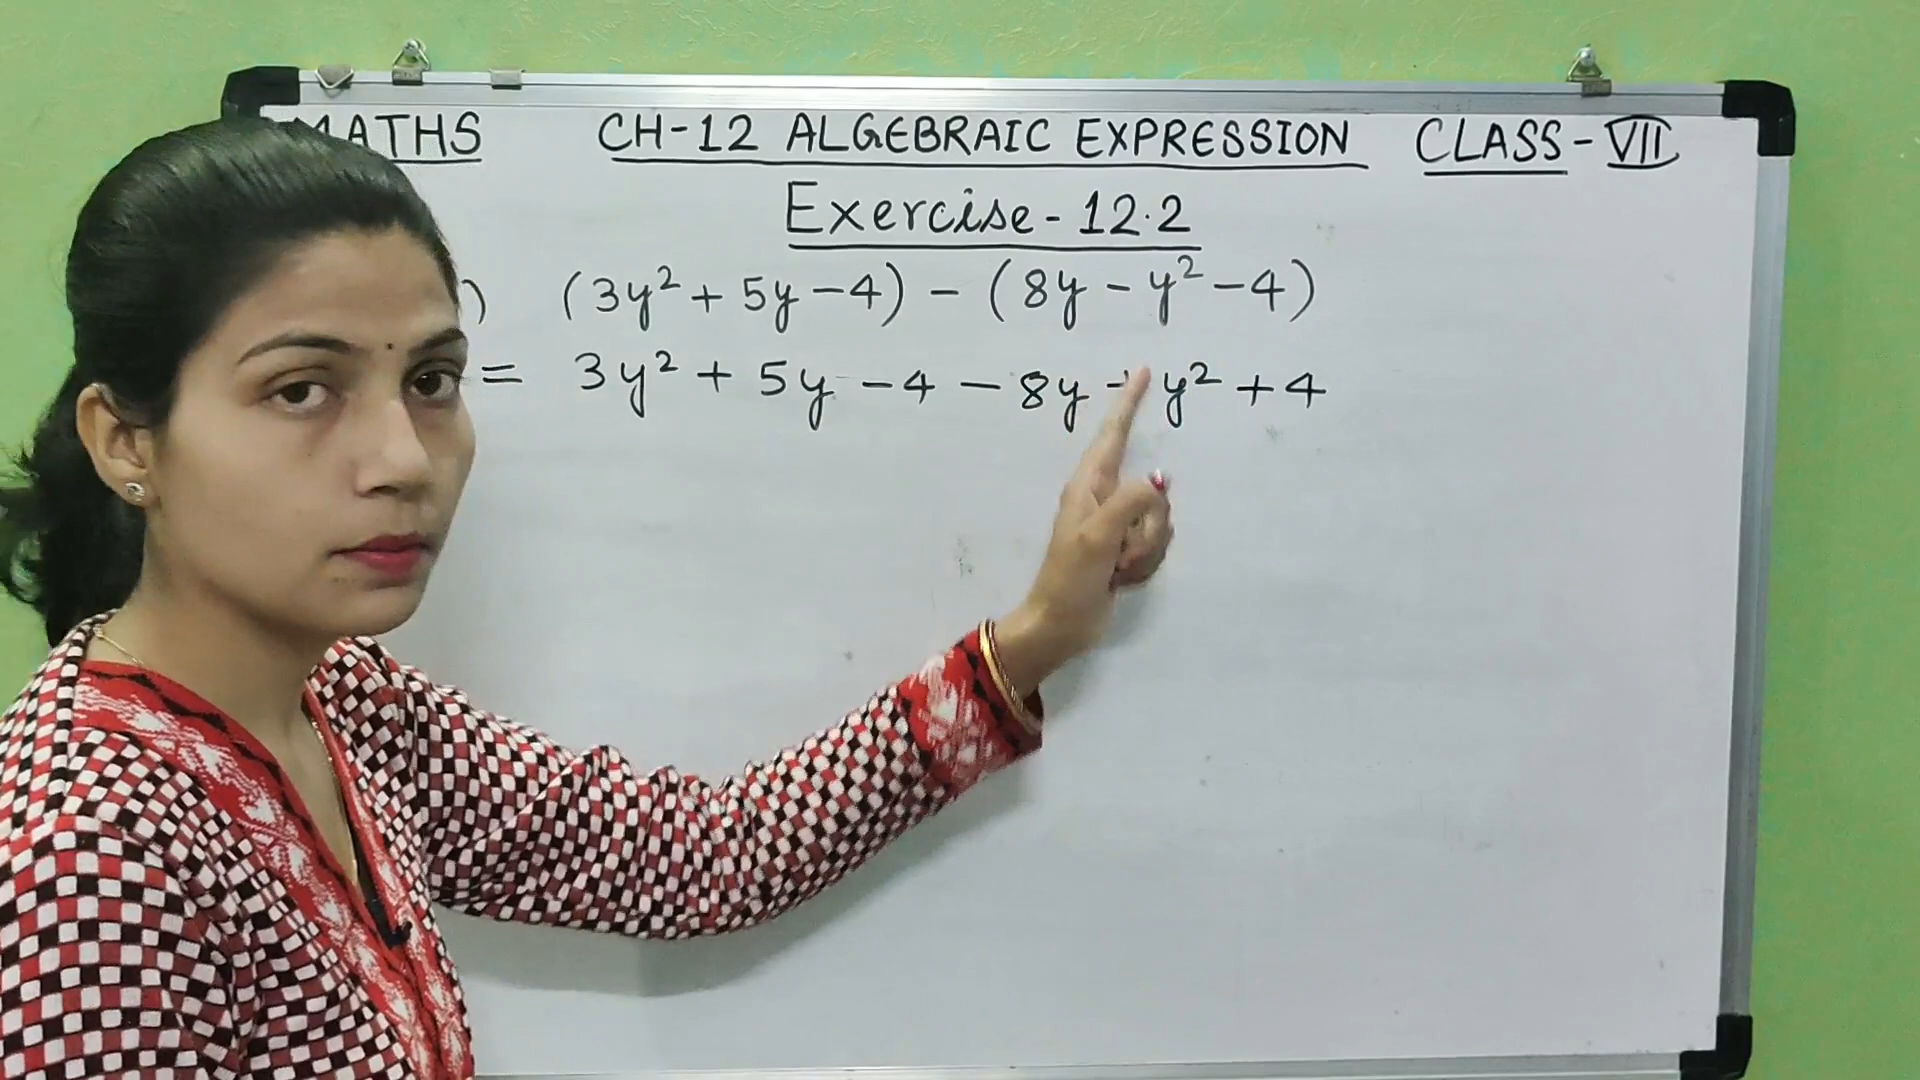 MATHS CH-12 ALGEBRAIC EXPRESSION CLASS-VII
Exercise-12.2
) (3y² + 5y - 4) - (8y - y² - 4)
= 3y² + 5y - 4 - 8y + y² + 4